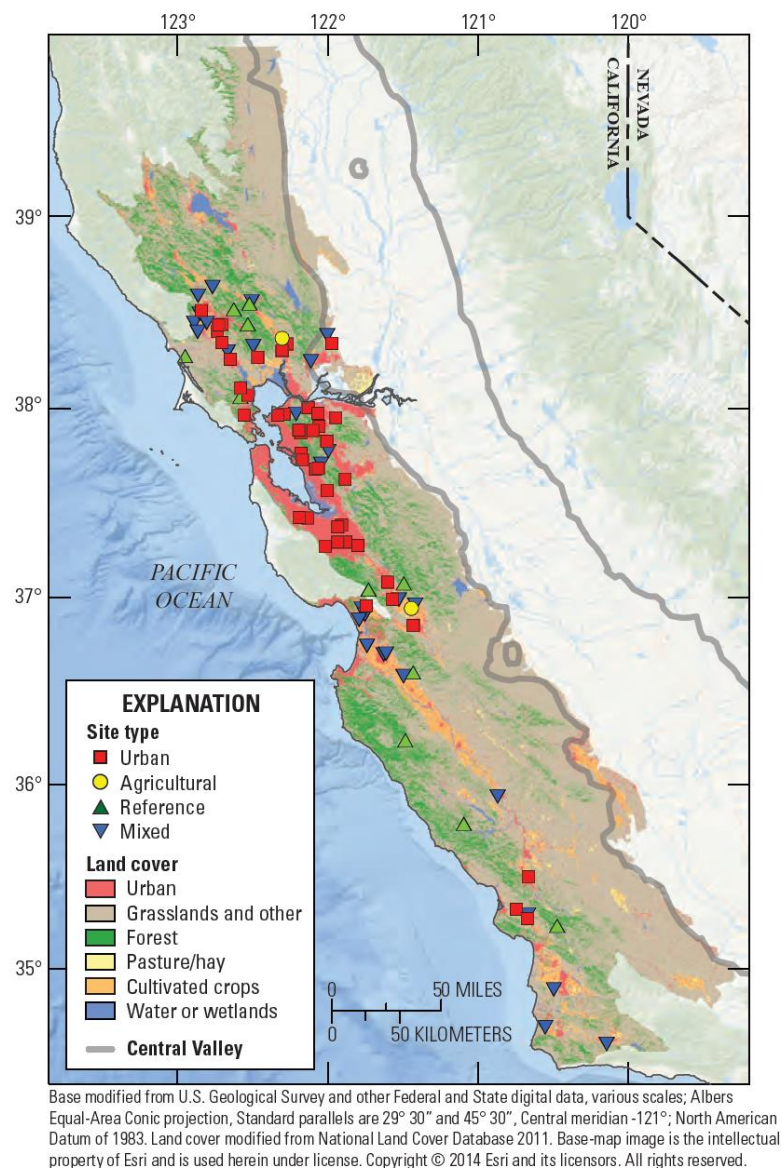 123° 122° 121° 120°
NEVADA
CALIFORNIA
39°
38°
37°
PACIFIC
OCEAN
36°
35°
EXPLANATION
Site type
Urban
Agricultural
Reference
Mixed
Land cover
Urban
Grasslands and other
Forest
Pasture/hay
Cultivated crops
Water or wetlands
Central Valley
0 50 MILES
0 50 KILOMETERS
Base modified from U.S. Geological Survey and other Federal and State digital data, various scales; Albers
Equal-Area Conic projection, Standard parallels are 29° 30” and 45° 30”, Central meridian -121°; North American
Datum of 1983. Land cover modified from National Land Cover Database 2011. Base-map image is the intellectual
property of Esri and is used herein under license. Copyright © 2014 Esri and its licensors. All rights reserved.